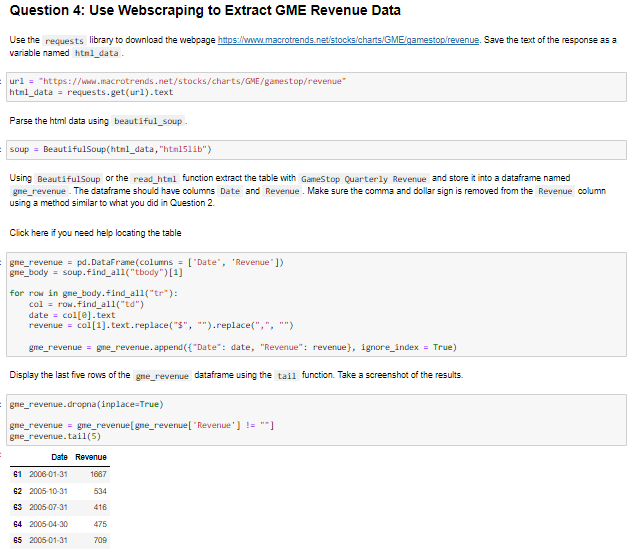 Question 4: Use Webscraping to Extract GME Revenue Data
Use the requests library to download the webpage https://www.macrotrends.net/stocks/charts/GME/gamestop/revenue. Save the text of the response as a
variable named html_data .
url = "https://www.macrotrends.net/stocks/charts/GME/gamestop/revenue"
html_data = requests.get(url).text
Parse the html data using beautiful_soup .
soup = BeautifulSoup(html_data,"html5lib")
Using BeautifulSoup or the read_html function extract the table with GameStop Quarterly Revenue and store it into a dataframe named
gme_revenue . The dataframe should have columns Date and Revenue . Make sure the comma and dollar sign is removed from the Revenue column
using a method similar to what you did in Question 2.
Click here if you need help locating the table
gme_revenue = pd.DataFrame(columns = ['Date', 'Revenue'])
gme_body = soup.find_all("tbody")[1]
for row in gme_body.find_all("tr"):
col = row.find_all("td")
date = col[0].text
revenue = col[1].text.replace("$", "").replace(",", "")
gme_revenue = gme_revenue.append({"Date": date, "Revenue": revenue}, ignore_index = True)
Display the last five rows of the gme_revenue dataframe using the tail function. Take a screenshot of the results.
gme_revenue.dropna(inplace=True)
gme_revenue = gme_revenue[gme_revenue['Revenue'] != ""]
gme_revenue.tail(5)
Date Revenue
61 2006-01-31 1667
62 2005-10-31 534
63 2005-07-31 416
64 2005-04-30 475
65 2005-01-31 709